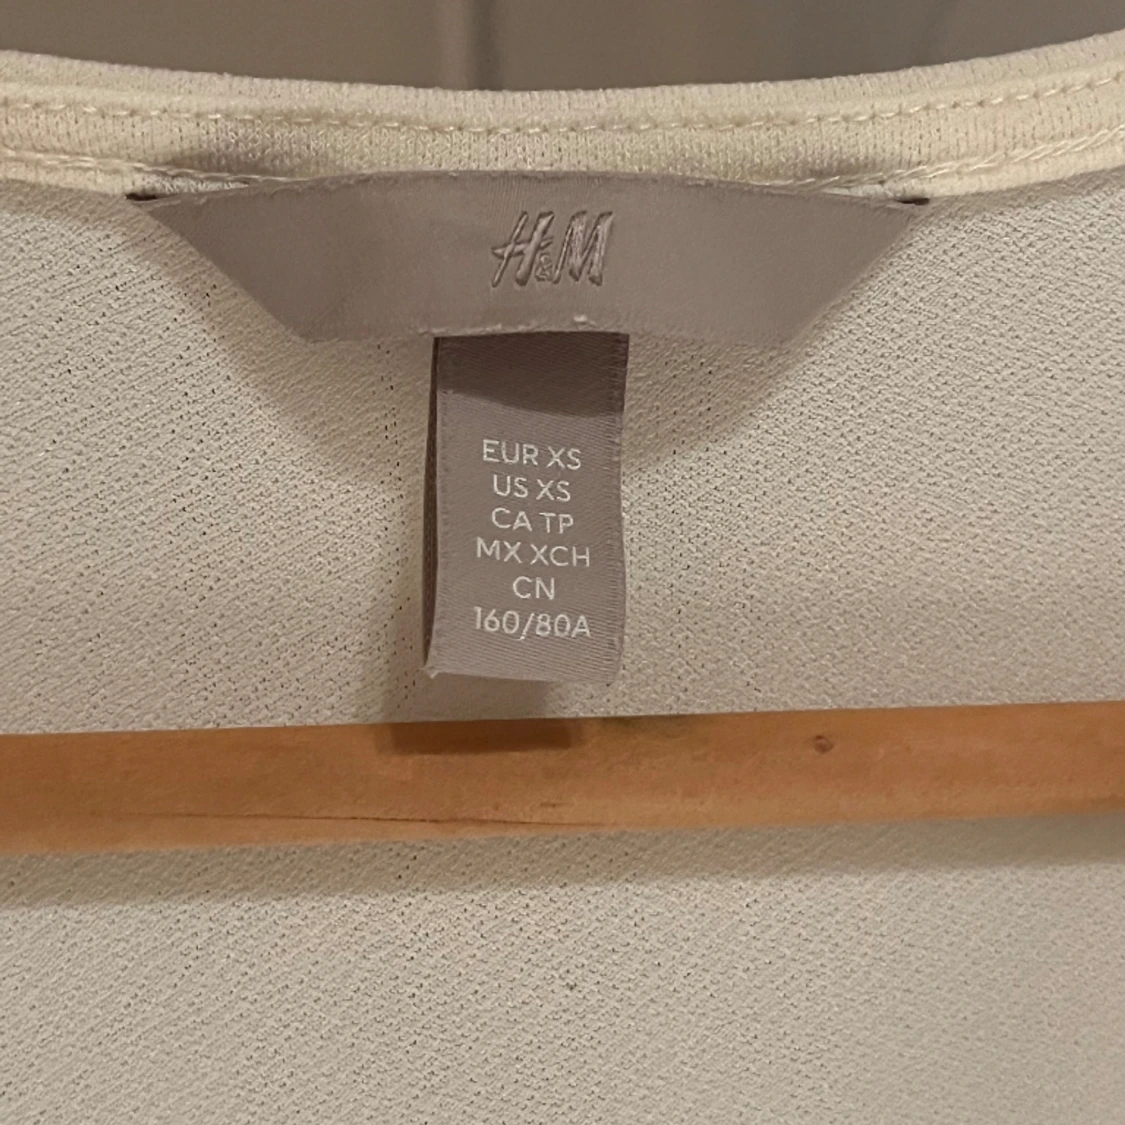 H&M
EUR XS
US XS
CA TP
MX XCH
CN
160/80A